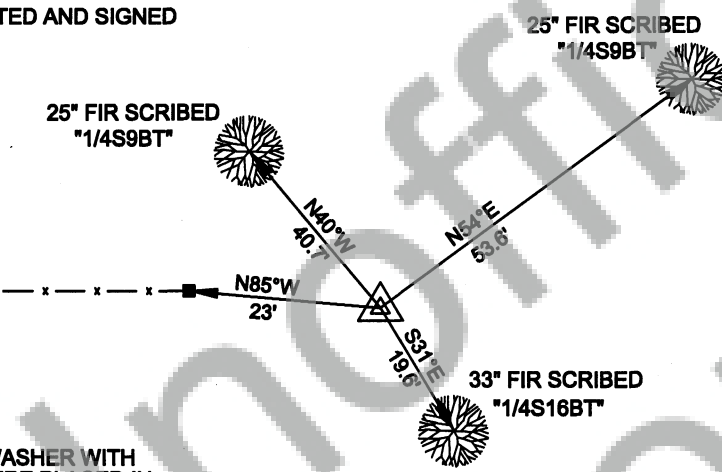 TED AND SIGNED
25" FIR SCRIBED
"1/4S9BT"
25" FIR SCRIBED
"1/4S9BT"
N40°W
40.7'
N54°E
53.6'
N85°W
23'
S31°E
19.6'
33" FIR SCRIBED
"1/4S16BT"
WASHER WITH